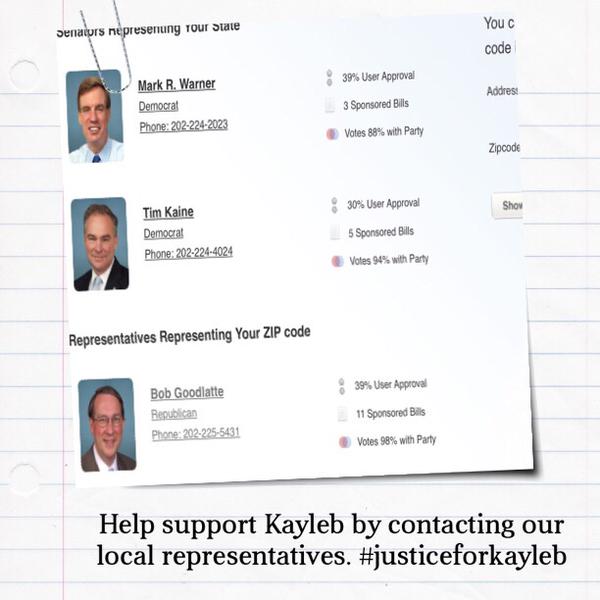 Senators Representing Your State
Mark R. Warner
Democrat
Phone: 202-224-2023
39% User Approval
3 Sponsored Bills
Votes 88% with Party
Tim Kaine
Democrat
Phone: 202-224-4024
30% User Approval
5 Sponsored Bills
Votes 94% with Party
Representatives Representing Your ZIP code
Bob Goodlatte
Republican
Phone: 202-225-5431
39% User Approval
11 Sponsored Bills
Votes 98% with Party
You c
code
Address
Zipcode
Show
Help support Kayleb by contacting our
local representatives. #justiceforkayleb